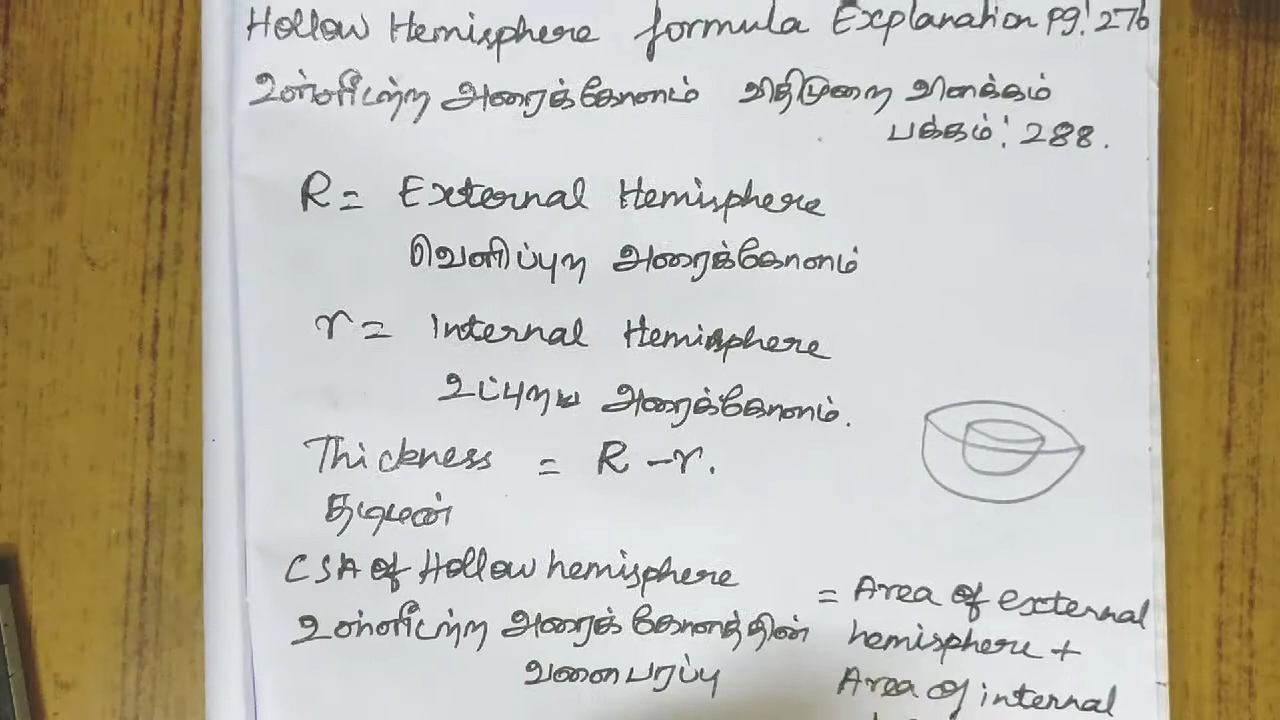 Hollow Hemisphere formula Explanation pg! 276
உள்ளீடற்ற அரைக்கோளம் விதிமுறை விளக்கம்
பக்கம்! 288.
R = External Hemisphere
வெளிப்புற அரைக்கோளம்
r = Internal Hemisphere
உட்புற அரைக்கோளம்.
Thickness = R - r.
தடிமன்
CSA of Hollow hemisphere = Area of external
உள்ளீடற்ற அரைக் கோளத்தின் hemisphere +
வளைபரப்பு Area of internal